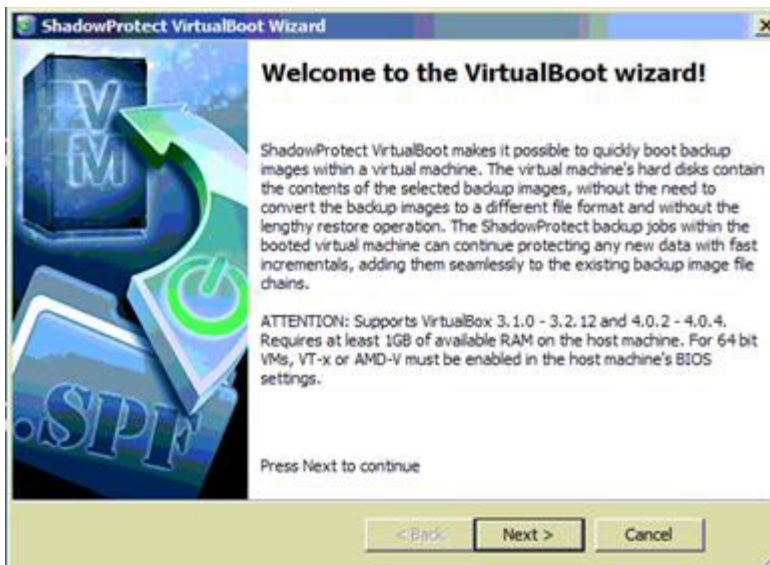 ShadowProtect VirtualBoot Wizard
Welcome to the VirtualBoot wizard!
VM
ShadowProtect VirtualBoot makes it possible to quickly boot backup
images within a virtual machine. The virtual machine's hard disks contain
the contents of the selected backup images, without the need to
convert the backup images to a different file format and without the
lengthy restore operation. The ShadowProtect backup jobs within the
booted virtual machine can continue protecting any new data with fast
incrementals, adding them seamlessly to the existing backup image file
chains.
ATTENTION: Supports VirtualBox 3.1.0 - 3.2.12 and 4.0.2 - 4.0.4.
Requires at least 1GB of available RAM on the host machine. For 64 bit
VMs, VT-x or AMD-V must be enabled in the host machine's BIOS
settings.
.SPF
Press Next to continue
< Back
Next >
Cancel